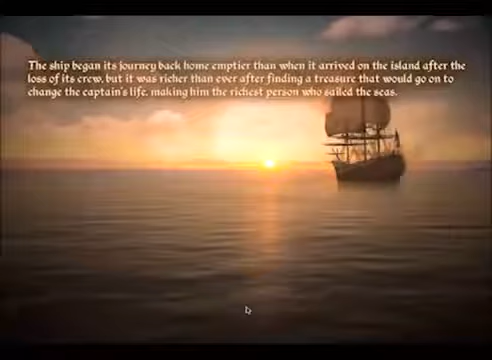 The ship began its journey back home emptier than when it arrived on the island after the
loss of its crew, but it was richer than ever after finding a treasure that would go on to
change the captain's life, making him the richest person who sailed the seas.